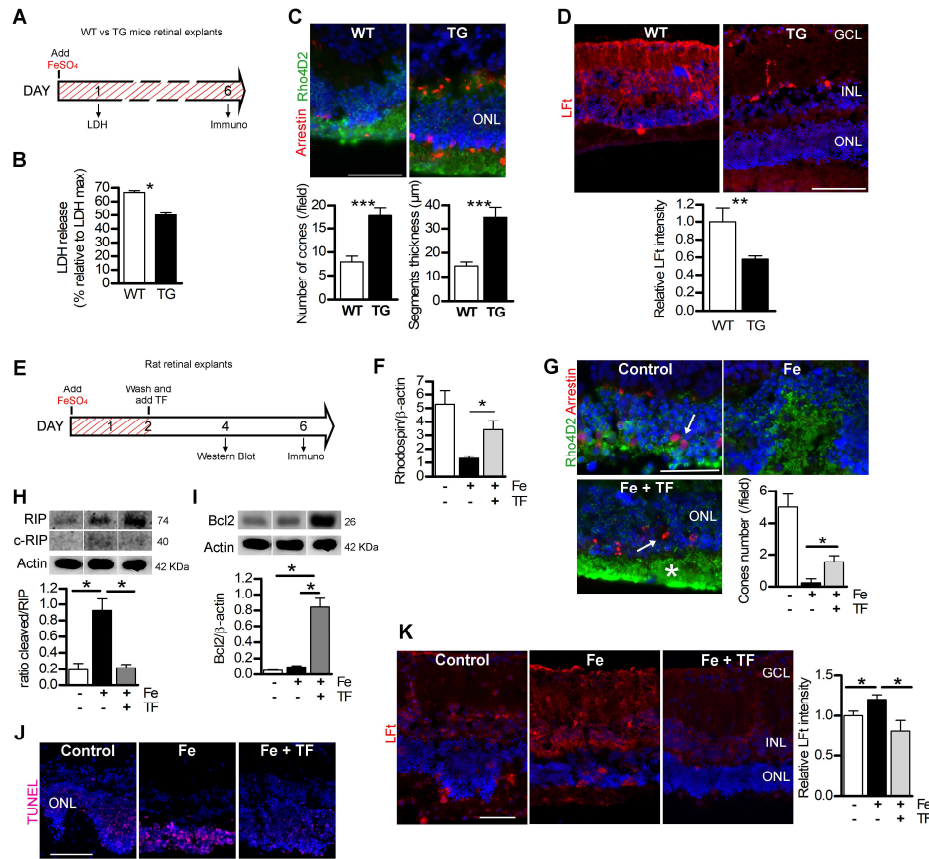 A
WT vs TG mice retinal explants
Add
FeSO₄
DAY
1
6
LDH
Immuno
B
LDH release
(% relative to LDH max)
70
60
50
40
30
20
10
0
*
WT
TG
C
Arrestin Rho4D2
WT
TG
ONL
Number of cones (/field)
20
15
10
5
0
***
WT
TG
Segments thickness (µm)
40
30
20
10
0
***
WT
TG
D
LFt
WT
TG
GCL
INL
ONL
Relative LFt intensity
1.2
1.0
0.8
0.6
0.4
0.2
0.0
**
WT
TG
E
Rat retinal explants
Add
FeSO₄
Wash and
add TF
DAY
1
2
4
6
Western Blot
Immuno
F
Rhodospin/β-actin
7
6
5
4
3
2
1
0
*
- + + Fe
- - + TF
G
Rho4D2 Arrestin
Control
Fe
Fe + TF
ONL
*
Cones number (/field)
6
4
2
0
*
- + + Fe
- - + TF
H
RIP
74
c-RIP
40
Actin
42 KDa
ratio cleaved/RIP
1.2
1.0
0.8
0.6
0.4
0.2
0
*
*
- + + Fe
- - + TF
I
Bcl2
26
Actin
42 KDa
Bcl2/β-actin
1.2
1.0
0.8
0.6
0.4
0.2
0
*
*
- + + Fe
- - + TF
J
TUNEL
Control
Fe
Fe + TF
ONL
K
LFt
Control
Fe
Fe + TF
GCL
INL
ONL
Relative LFt intensity
1.5
1.0
0.5
0.0
*
*
- + + Fe
- - + TF